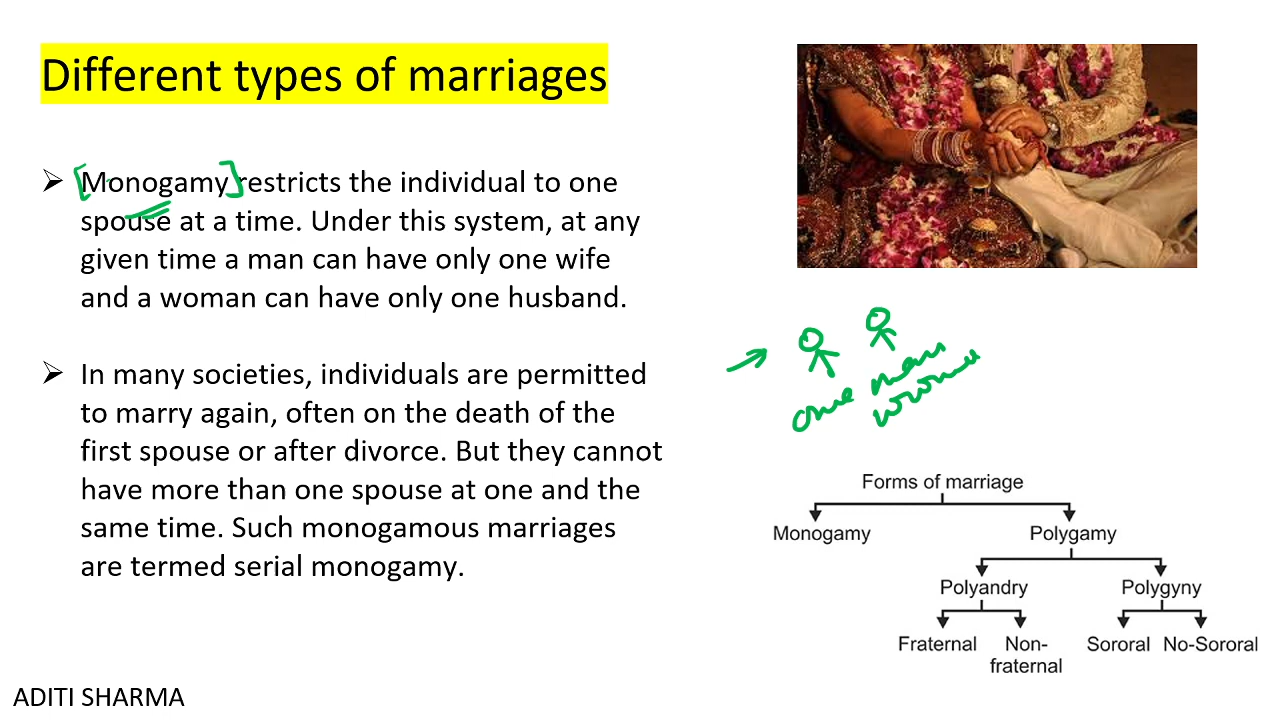 Different types of marriages
➢ Monogamy restricts the individual to one
spouse at a time. Under this system, at any
given time a man can have only one wife
and a woman can have only one husband.
➢ In many societies, individuals are permitted
to marry again, often on the death of the
first spouse or after divorce. But they cannot
have more than one spouse at one and the
same time. Such monogamous marriages
are termed serial monogamy.
one man
Forms of marriage
Monogamy Polygamy
Polyandry Polygyny
Fraternal Non-
fraternal Sororal No-Sororal
ADITI SHARMA